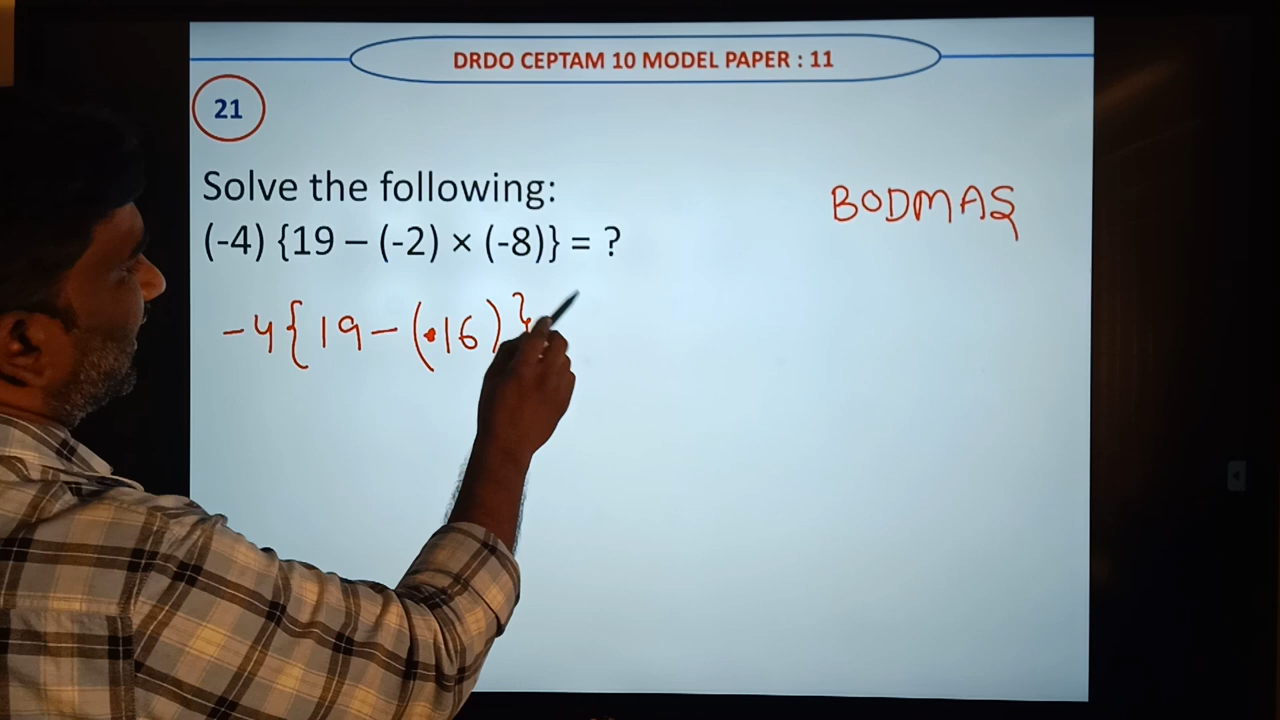 DRDO CEPTAM 10 MODEL PAPER : 11
21
Solve the following:
(-4) {19 – (-2) × (-8)} = ?
BODMAS
-4{19-(·16)}